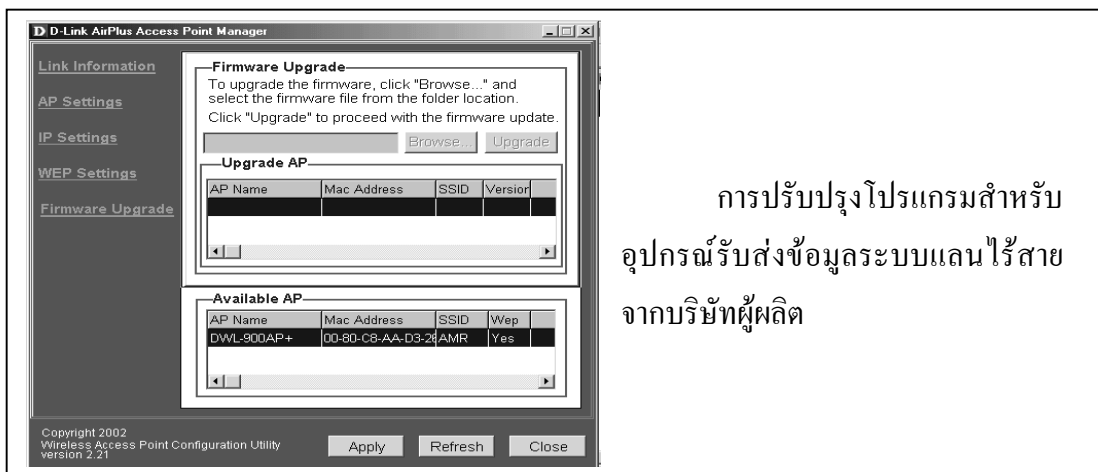 D-Link AirPlus Access Point Manager
Link Information
AP Settings
IP Settings
WEP Settings
Firmware Upgrade
Firmware Upgrade
To upgrade the firmware, click "Browse..." and
select the firmware file from the folder location.
Click "Upgrade" to proceed with the firmware update.
Browse... Upgrade
Upgrade AP
AP Name Mac Address SSID Version
Available AP
AP Name Mac Address SSID Wep
DWL-900AP+ 00-80-C8-AA-D3-26 AMR Yes
Copyright 2002
Wireless Access Point Configuration Utility
version 2.21
Apply Refresh Close
การปรับปรุงโปรแกรมสำหรับ
อุปกรณ์รับส่งข้อมูลระบบแลนไร้สาย
จากบริษัทผู้ผลิต